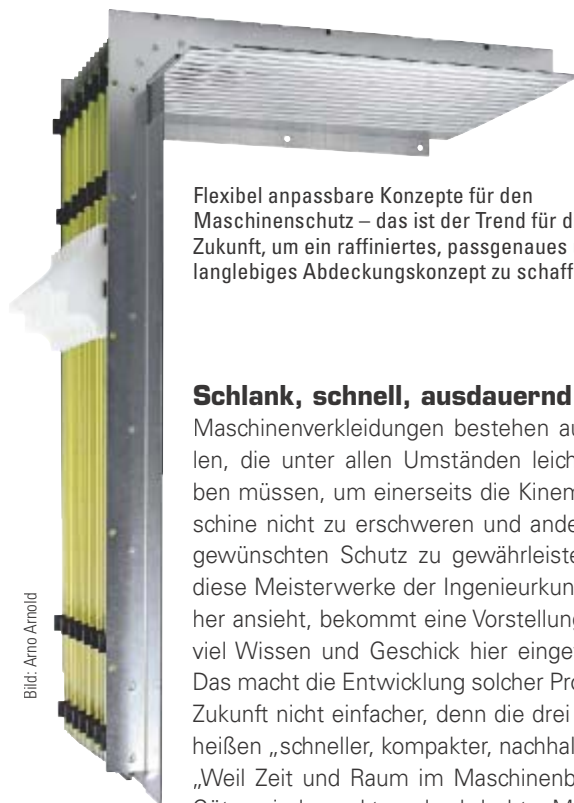 Flexibel anpassbare Konzepte für den
Maschinenschutz – das ist der Trend für d
Zukunft, um ein raffiniertes, passgenaues
langlebiges Abdeckungskonzept zu schaff
Schlank, schnell, ausdauernd
Maschinenverkleidungen bestehen au
len, die unter allen Umständen leich
ben müssen, um einerseits die Kinem
schine nicht zu erschweren und ande
gewünschten Schutz zu gewährleiste
diese Meisterwerke der Ingenieurkun
her ansieht, bekommt eine Vorstellung
viel Wissen und Geschick hier einge
Das macht die Entwicklung solcher Pro
Zukunft nicht einfacher, denn die drei
heißen „schneller, kompakter, nachhal
„Weil Zeit und Raum im Maschinenb
Bild: Arno Arnold